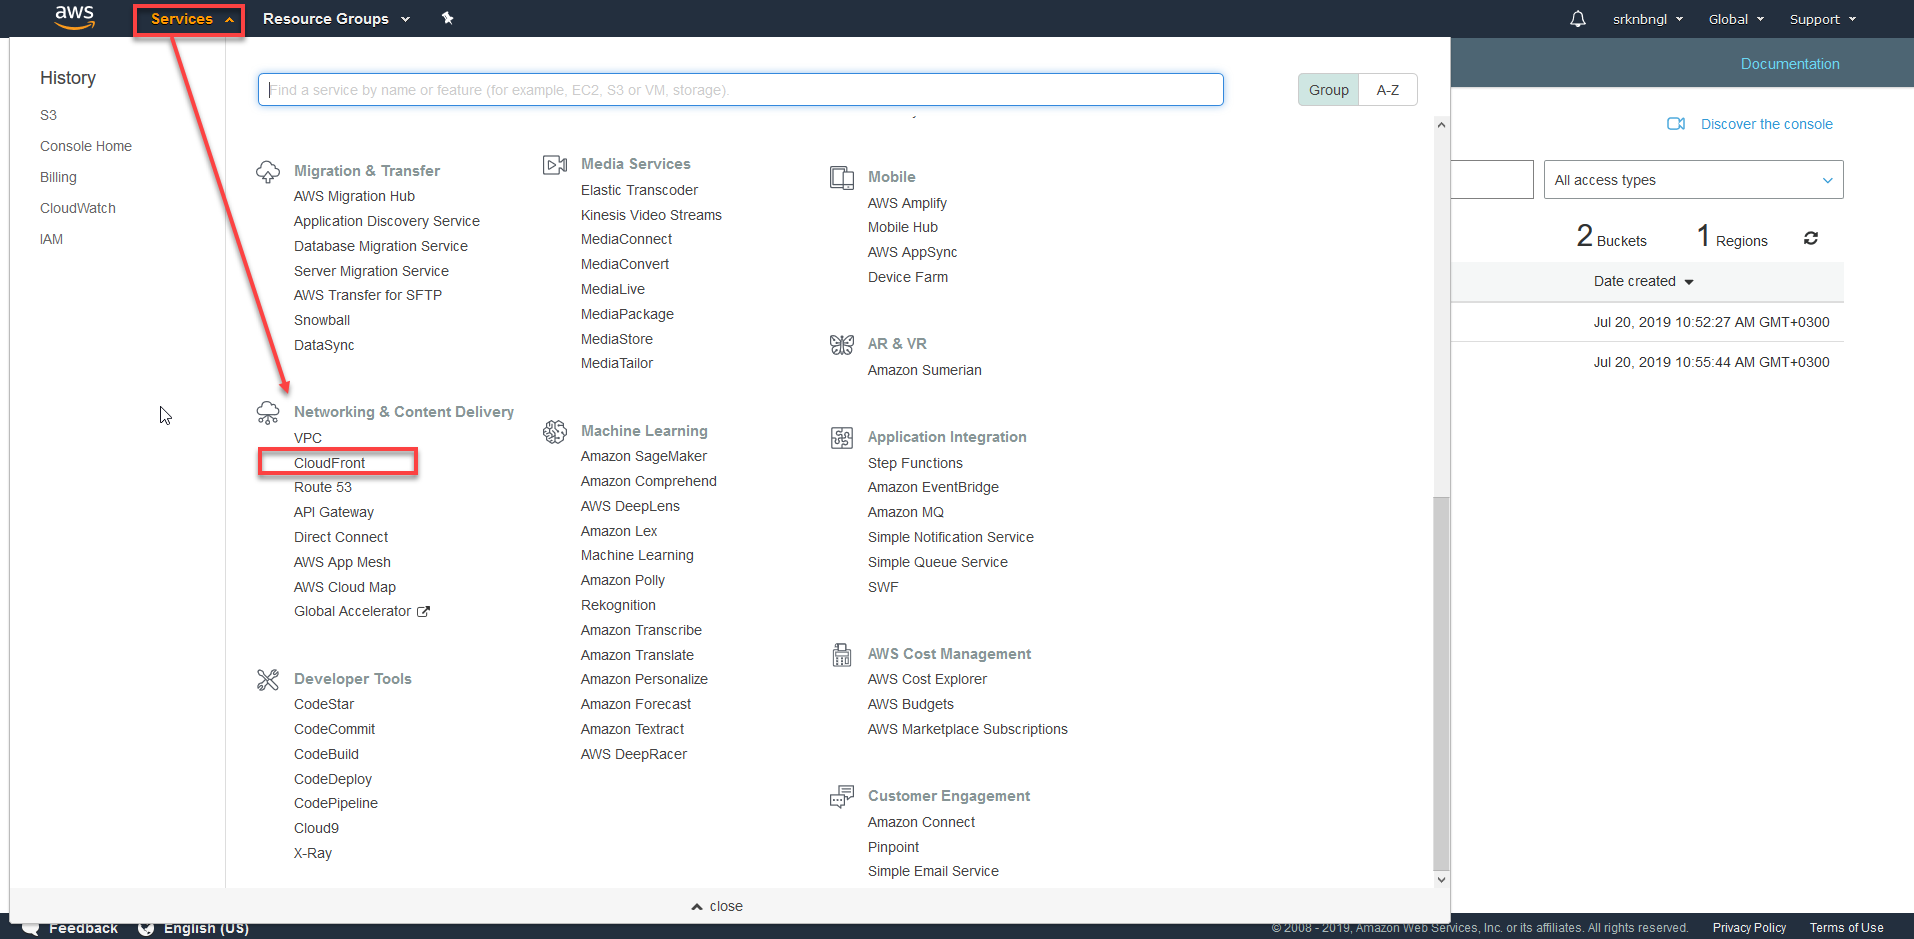 aws
Services
Resource Groups
srknbngl
Global
Support
History
S3
Console Home
Billing
CloudWatch
IAM
Find a service by name or feature (for example, EC2, S3 or VM, storage).
Group
A-Z
Migration & Transfer
AWS Migration Hub
Application Discovery Service
Database Migration Service
Server Migration Service
AWS Transfer for SFTP
Snowball
DataSync
Networking & Content Delivery
VPC
CloudFront
Route 53
API Gateway
Direct Connect
AWS App Mesh
AWS Cloud Map
Global Accelerator
Developer Tools
CodeStar
CodeCommit
CodeBuild
CodeDeploy
CodePipeline
Cloud9
X-Ray
Media Services
Elastic Transcoder
Kinesis Video Streams
MediaConnect
MediaConvert
MediaLive
MediaPackage
MediaStore
MediaTailor
Machine Learning
Amazon SageMaker
Amazon Comprehend
AWS DeepLens
Amazon Lex
Machine Learning
Amazon Polly
Rekognition
Amazon Transcribe
Amazon Translate
Amazon Personalize
Amazon Forecast
Amazon Textract
AWS DeepRacer
Mobile
AWS Amplify
Mobile Hub
AWS AppSync
Device Farm
AR & VR
Amazon Sumerian
Application Integration
Step Functions
Amazon EventBridge
Amazon MQ
Simple Notification Service
Simple Queue Service
SWF
AWS Cost Management
AWS Cost Explorer
AWS Budgets
AWS Marketplace Subscriptions
Customer Engagement
Amazon Connect
Pinpoint
Simple Email Service
close
Documentation
Discover the console
All access types
2 Buckets
1 Regions
Date created
Jul 20, 2019 10:52:27 AM GMT+0300
Jul 20, 2019 10:55:44 AM GMT+0300
Feedback
English (US)
© 2008 - 2019, Amazon Web Services, Inc. or its affiliates. All rights reserved.
Privacy Policy
Terms of Use